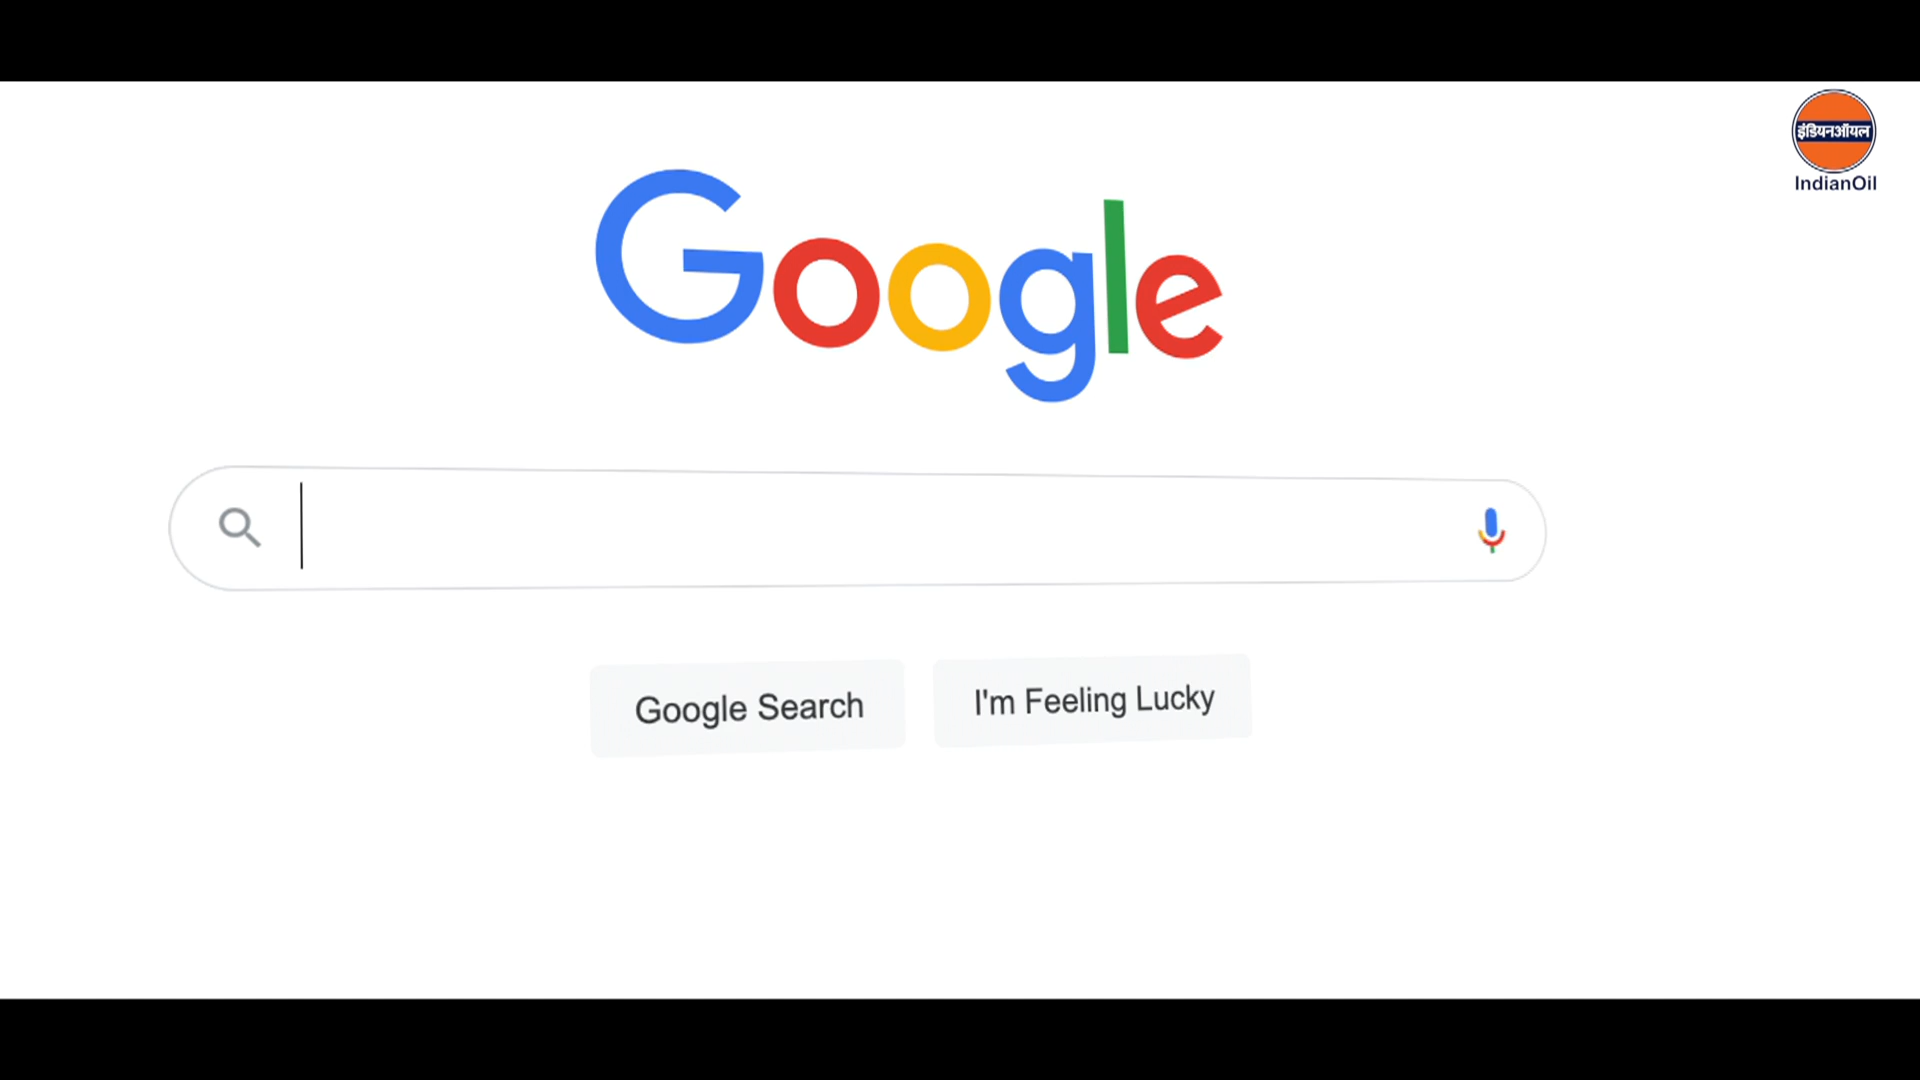 इंडियनऑयल
IndianOil
Google
Google Search
I'm Feeling Lucky